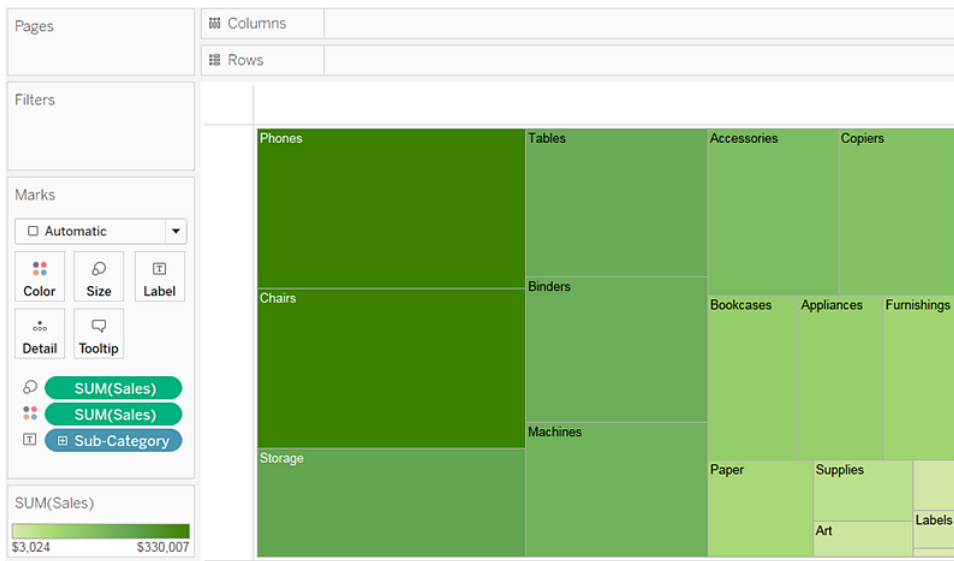 Pages
Columns
Rows
Filters
Marks
Automatic
Color
Size
Label
Detail
Tooltip
SUM(Sales)
SUM(Sales)
Sub-Category
SUM(Sales)
$3,024
$330,007
Phones
Tables
Accessories
Copiers
Chairs
Binders
Bookcases
Appliances
Furnishings
Storage
Machines
Paper
Supplies
Art
Labels